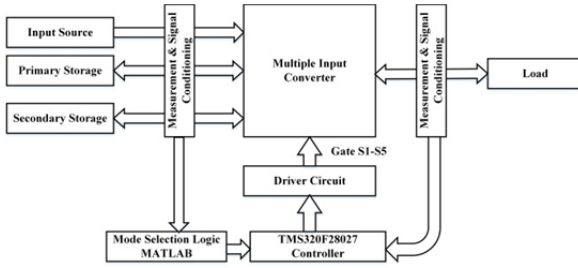 Input Source
Primary Storage
Secondary Storage
Measurement & Signal
Conditioning
Multiple Input
Converter
Measurement & Signal
Conditioning
Load
Gate S1-S5
Driver Circuit
Mode Selection Logic
MATLAB
TMS320F28027
Controller